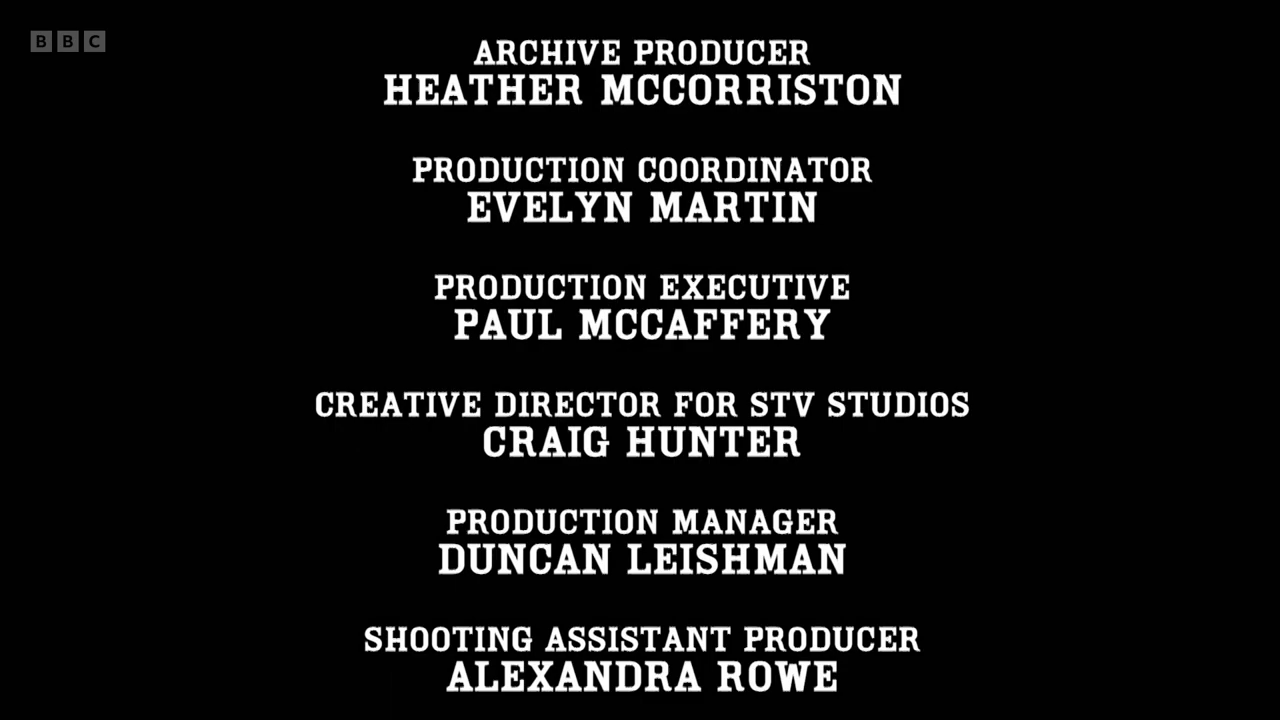 BBC
ARCHIVE PRODUCER
HEATHER MCCORRISTON
PRODUCTION COORDINATOR
EVELYN MARTIN
PRODUCTION EXECUTIVE
PAUL MCCAFFERY
CREATIVE DIRECTOR FOR STV STUDIOS
CRAIG HUNTER
PRODUCTION MANAGER
DUNCAN LEISHMAN
SHOOTING ASSISTANT PRODUCER
ALEXANDRA ROWE